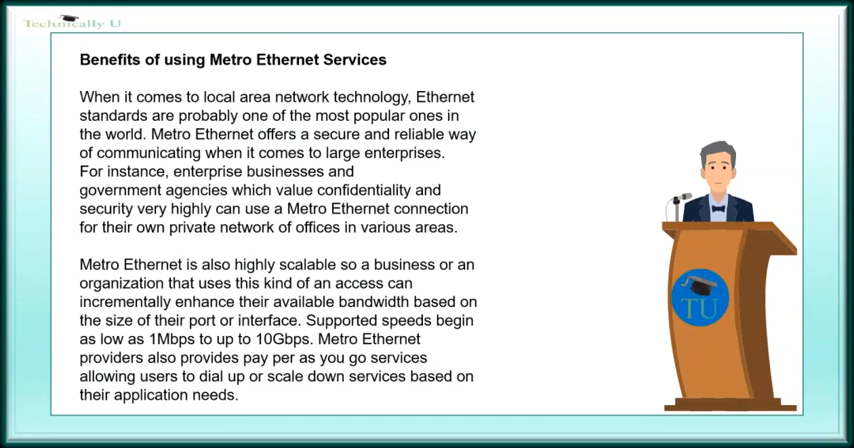 Technically U
Benefits of using Metro Ethernet Services
When it comes to local area network technology, Ethernet
standards are probably one of the most popular ones in
the world. Metro Ethernet offers a secure and reliable way
of communicating when it comes to large enterprises.
For instance, enterprise businesses and
government agencies which value confidentiality and
security very highly can use a Metro Ethernet connection
for their own private network of offices in various areas.
Metro Ethernet is also highly scalable so a business or an
organization that uses this kind of an access can
incrementally enhance their available bandwidth based on
the size of their port or interface. Supported speeds begin
as low as 1Mbps to up to 10Gbps. Metro Ethernet
providers also provides pay per as you go services
allowing users to dial up or scale down services based on
their application needs.
TU